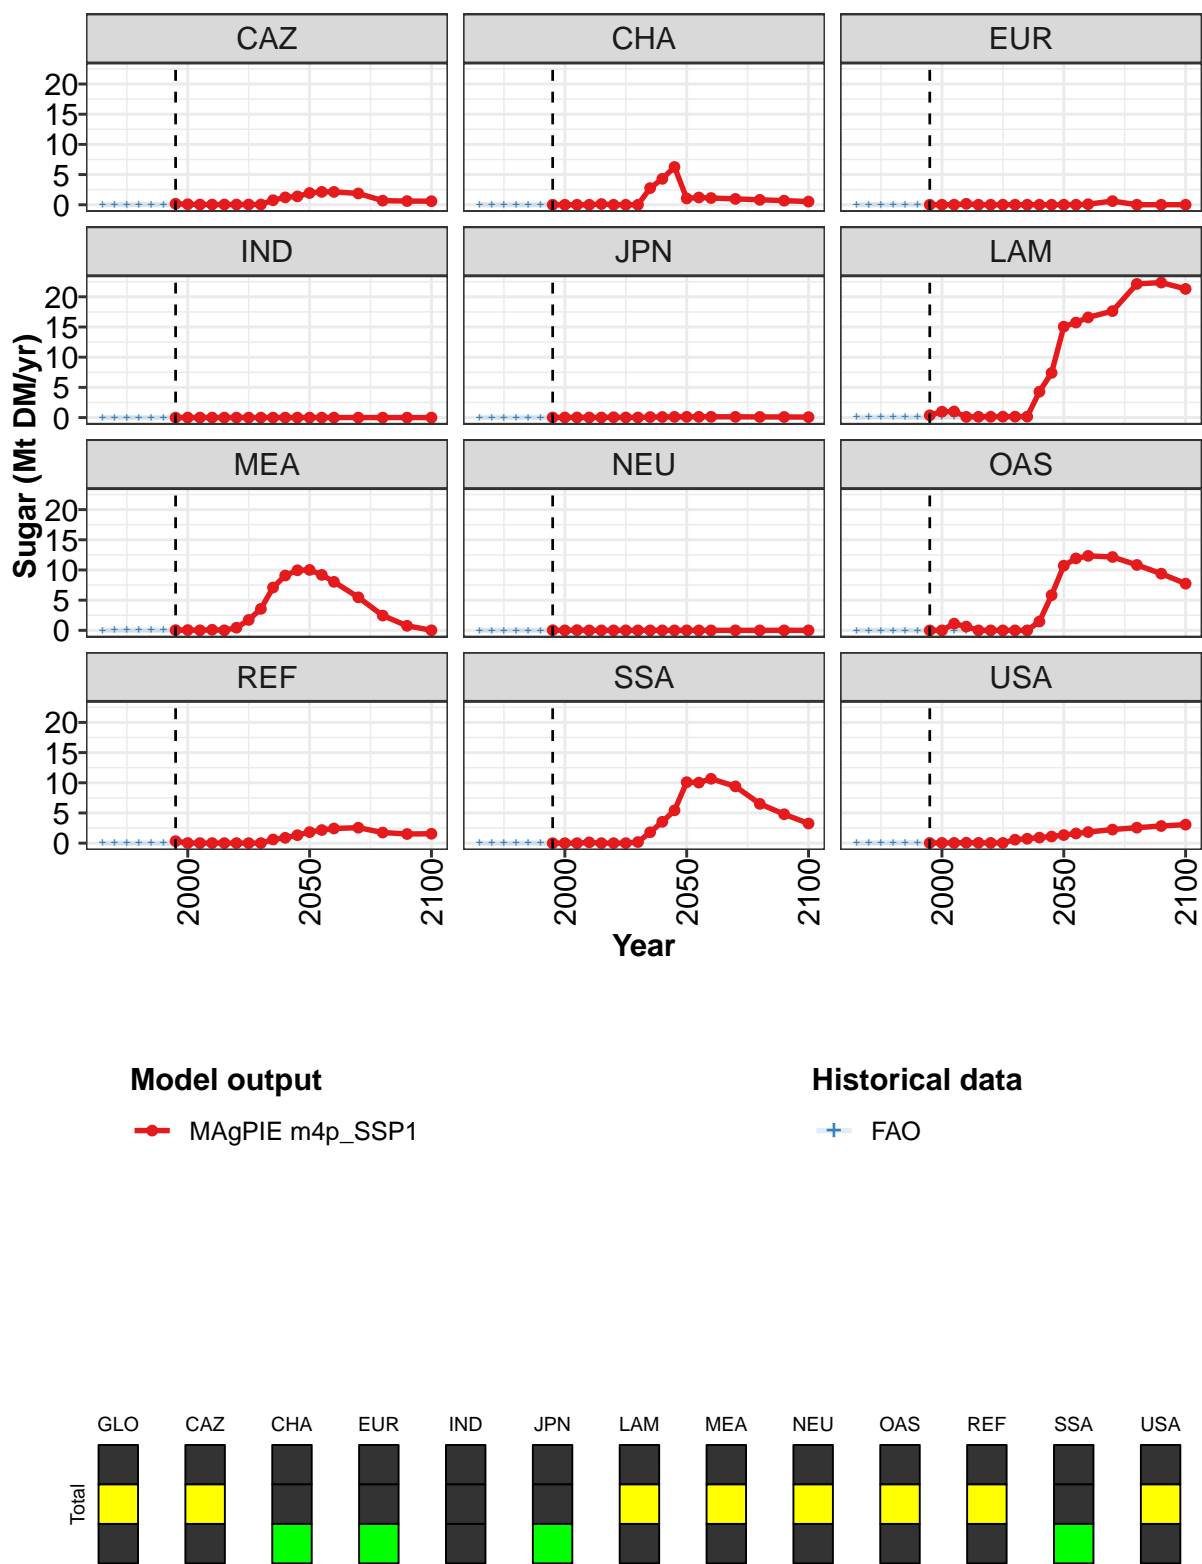 CAZ CHA EUR
20
15
10
5
0
IND JPN LAM
20
15
10
5
0
MEA NEU OAS
20
15
10
5
0
REF SSA USA
20
15
10
5
0
Sugar (Mt DM/yr)
2000 2050 2100 2000 2050 2100 2000 2050 2100
Year
Model output Historical data
MAgPIE m4p_SSP1 FAO
GLO CAZ CHA EUR IND JPN LAM MEA NEU OAS REF SSA USA
Total